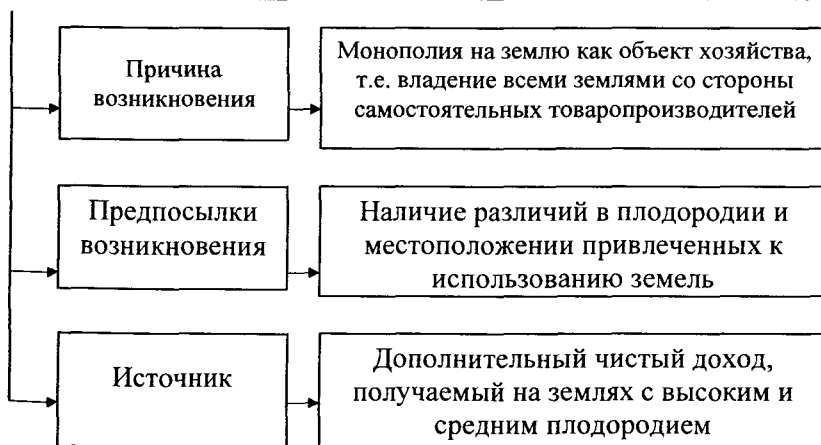 Причина
возникновения
Монополия на землю как объект хозяйства,
т.е. владение всеми землями со стороны
самостоятельных товаропроизводителей
Предпосылки
возникновения
Наличие различий в плодородии и
местоположении привлеченных к
использованию земель
Источник
Дополнительный чистый доход,
получаемый на землях с высоким и
средним плодородием